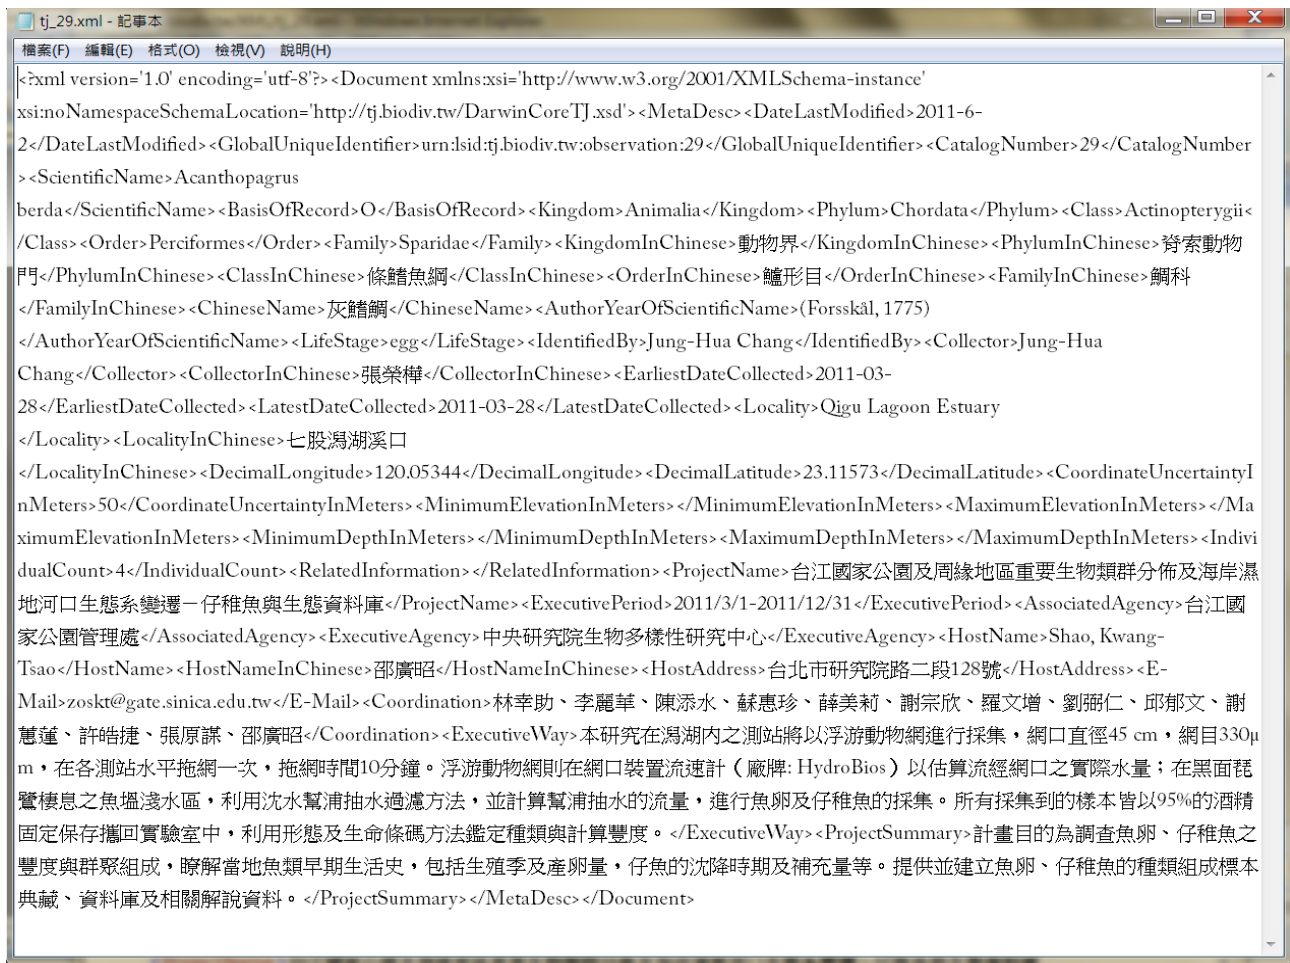 tj_29.xml - 記事本
檔案(F) 編輯(E) 格式(O) 檢視(V) 說明(H)
<?xml version='1.0' encoding='utf-8'?><Document xmlns:xsi='http://www.w3.org/2001/XMLSchema-instance'
xsi:noNamespaceSchemaLocation='http://tj.biodiv.tw/DarwinCoreTJ.xsd'><MetaDesc><DateLastModified>2011-6-
2</DateLastModified><GlobalUniqueIdentifier>urn:lsid:tj.biodiv.tw:observation:29</GlobalUniqueIdentifier><CatalogNumber>29</CatalogNumber
><ScientificName>Acanthopagrus
berda</ScientificName><BasisOfRecord>O</BasisOfRecord><Kingdom>Animalia</Kingdom><Phylum>Chordata</Phylum><Class>Actinopterygii<
/Class><Order>Perciformes</Order><Family>Sparidae</Family><KingdomInChinese>動物界</KingdomInChinese><PhylumInChinese>脊索動物
門</PhylumInChinese><ClassInChinese>條鰭魚綱</ClassInChinese><OrderInChinese>鱸形目</OrderInChinese><FamilyInChinese>鯛科
</FamilyInChinese><ChineseName>灰鰭鯛</ChineseName><AuthorYearOfScientificName>(Forsskål, 1775)
</AuthorYearOfScientificName><LifeStage>egg</LifeStage><IdentifiedBy>Jung-Hua Chang</IdentifiedBy><Collector>Jung-Hua
Chang</Collector><CollectorInChinese>張榮樺</CollectorInChinese><EarliestDateCollected>2011-03-
28</EarliestDateCollected><LatestDateCollected>2011-03-28</LatestDateCollected><Locality>Qigu Lagoon Estuary
</Locality><LocalityInChinese>七股潟湖溪口
</LocalityInChinese><DecimalLongitude>120.05344</DecimalLongitude><DecimalLatitude>23.11573</DecimalLatitude><CoordinateUncertaintyI
nMeters>50</CoordinateUncertaintyInMeters><MinimumElevationInMeters></MinimumElevationInMeters><MaximumElevationInMeters></Ma
ximumElevationInMeters><MinimumDepthInMeters></MinimumDepthInMeters><MaximumDepthInMeters></MaximumDepthInMeters><Indivi
dualCount>4</IndividualCount><RelatedInformation></RelatedInformation><ProjectName>台江國家公園及周緣地區重要生物類群分佈及海岸濕
地河口生態系變遷－仔稚魚與生態資料庫</ProjectName><ExecutivePeriod>2011/3/1-2011/12/31</ExecutivePeriod><AssociatedAgency>台江國
家公園管理處</AssociatedAgency><ExecutiveAgency>中央研究院生物多樣性研究中心</ExecutiveAgency><HostName>Shao, Kwang-
Tsao</HostName><HostNameInChinese>邵廣昭</HostNameInChinese><HostAddress>台北市研究院路二段128號</HostAddress><E-
Mail>zoskt@gate.sinica.edu.tw</E-Mail><Coordination>林幸助、李麗華、陳添水、蘇惠珍、薛美莉、謝宗欣、羅文增、劉弼仁、邱郁文、謝
蕙蓮、許皓捷、張原謀、邵廣昭</Coordination><ExecutiveWay>本研究在潟湖內之測站將以浮游動物網進行採集，網口直徑45 cm，網目330μ
m，在各測站水平拖網一次，拖網時間10分鐘。浮游動物網則在網口裝置流速計（廠牌: HydroBios）以估算流經網口之實際水量；在黑面琵
鷺棲息之魚塭淺水區，利用沈水幫浦抽水過濾方法，並計算幫浦抽水的流量，進行魚卵及仔稚魚的採集。所有採集到的樣本皆以95%的酒精
固定保存攜回實驗室中，利用形態及生命條碼方法鑑定種類與計算豐度。</ExecutiveWay><ProjectSummary>計畫目的為調查魚卵、仔稚魚之
豐度與群聚組成，瞭解當地魚類早期生活史，包括生殖季及產卵量，仔魚的沈降時期及補充量等。提供並建立魚卵、仔稚魚的種類組成標本
典藏、資料庫及相關解說資料。</ProjectSummary></MetaDesc></Document>